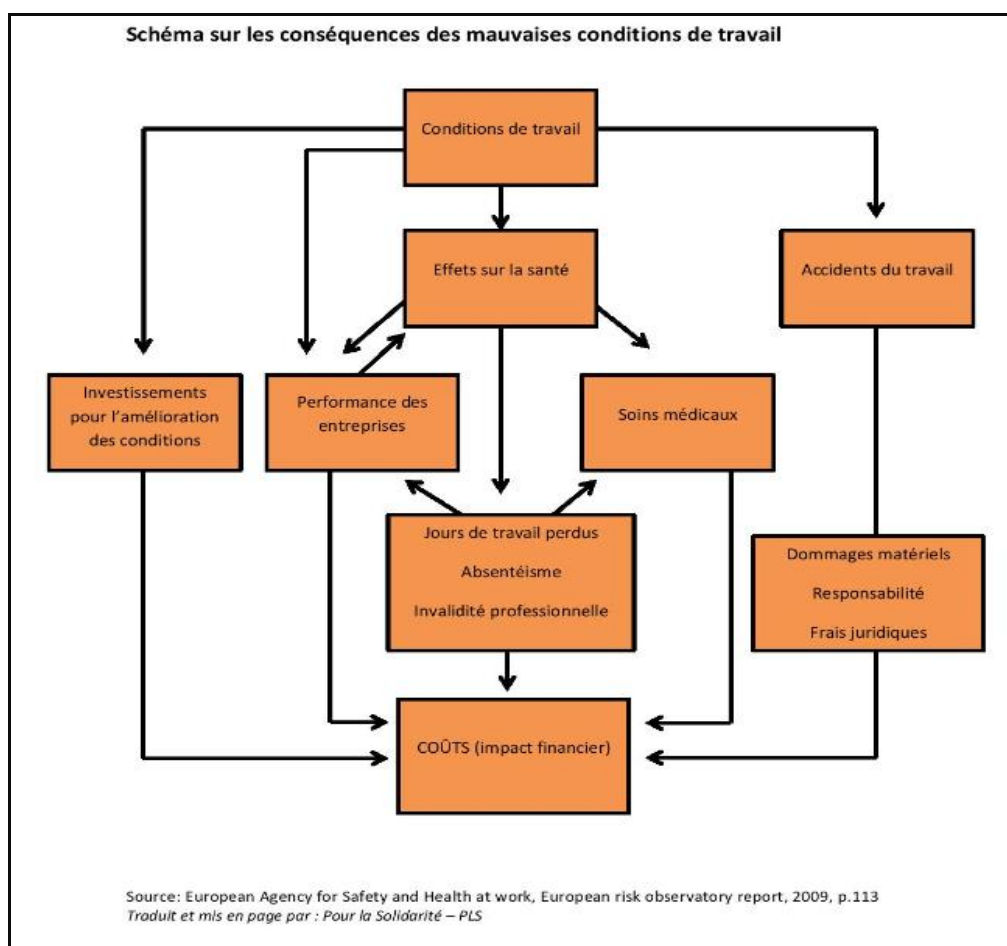 Schéma sur les conséquences des mauvaises conditions de travail
Conditions de travail
Effets sur la santé
Accidents du travail
Investissements
pour l'amélioration
des conditions
Performance des
entreprises
Soins médicaux
Jours de travail perdus
Absentéisme
Invalidité professionnelle
Dommages matériels
Responsabilité
Frais juridiques
COÛTS (impact financier)
Source: European Agency for Safety and Health at work, European risk observatory report, 2009, p.113
Traduit et mis en page par : Pour la Solidarité – PLS